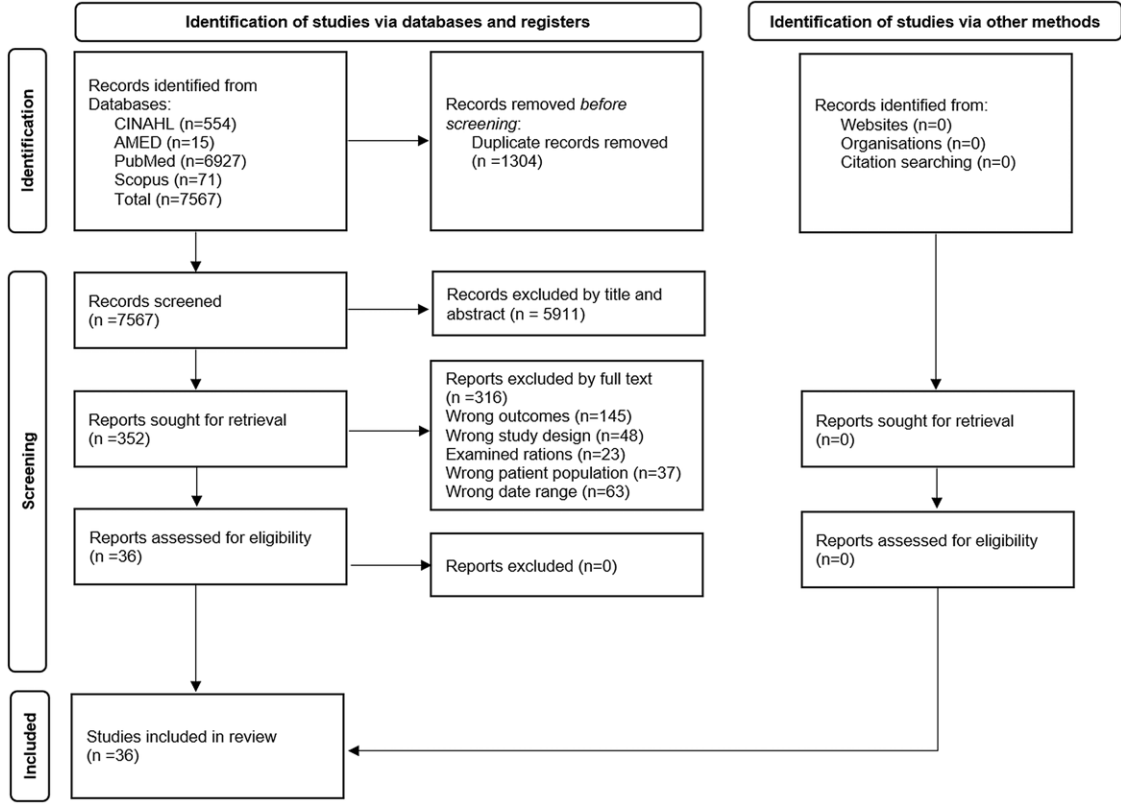 Identification of studies via databases and registers
Identification of studies via other methods
Identification
Records identified from
Databases:
CINAHL (n=554)
AMED (n=15)
PubMed (n=6927)
Scopus (n=71)
Total (n=7567)
Records removed before
screening:
Duplicate records removed
(n =1304)
Records identified from:
Websites (n=0)
Organisations (n=0)
Citation searching (n=0)
Screening
Records screened
(n =7567)
Records excluded by title and
abstract (n = 5911)
Reports sought for retrieval
(n =352)
Reports excluded by full text
(n =316)
Wrong outcomes (n=145)
Wrong study design (n=48)
Examined rations (n=23)
Wrong patient population (n=37)
Wrong date range (n=63)
Reports sought for retrieval
(n=0)
Reports assessed for eligibility
(n =36)
Reports excluded (n=0)
Reports assessed for eligibility
(n=0)
Included
Studies included in review
(n =36)